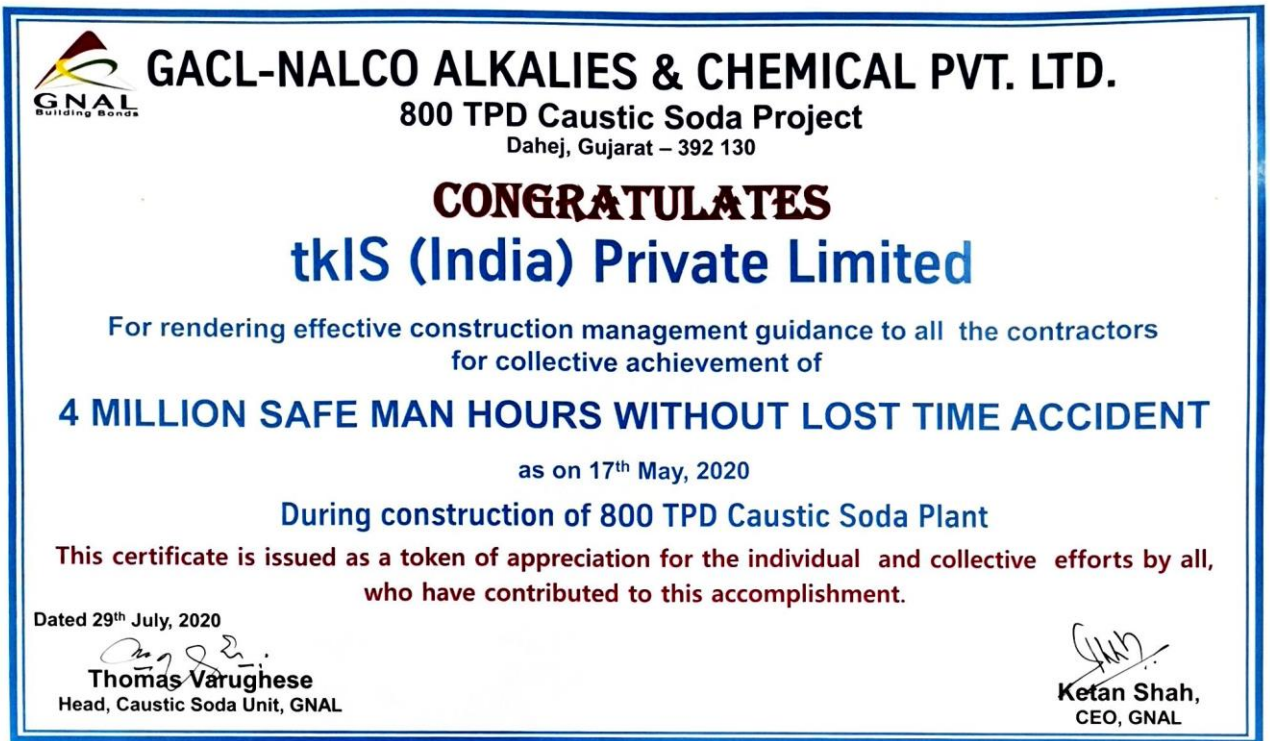 GNAL
Building Bonds
GACL-NALCO ALKALIES & CHEMICAL PVT. LTD.
800 TPD Caustic Soda Project
Dahej, Gujarat – 392 130
CONGRATULATES
tkIS (India) Private Limited
For rendering effective construction management guidance to all the contractors
for collective achievement of
4 MILLION SAFE MAN HOURS WITHOUT LOST TIME ACCIDENT
as on 17th May, 2020
During construction of 800 TPD Caustic Soda Plant
This certificate is issued as a token of appreciation for the individual and collective efforts by all,
who have contributed to this accomplishment.
Dated 29th July, 2020
Thomas Varughese
Head, Caustic Soda Unit, GNAL
Ketan Shah,
CEO, GNAL